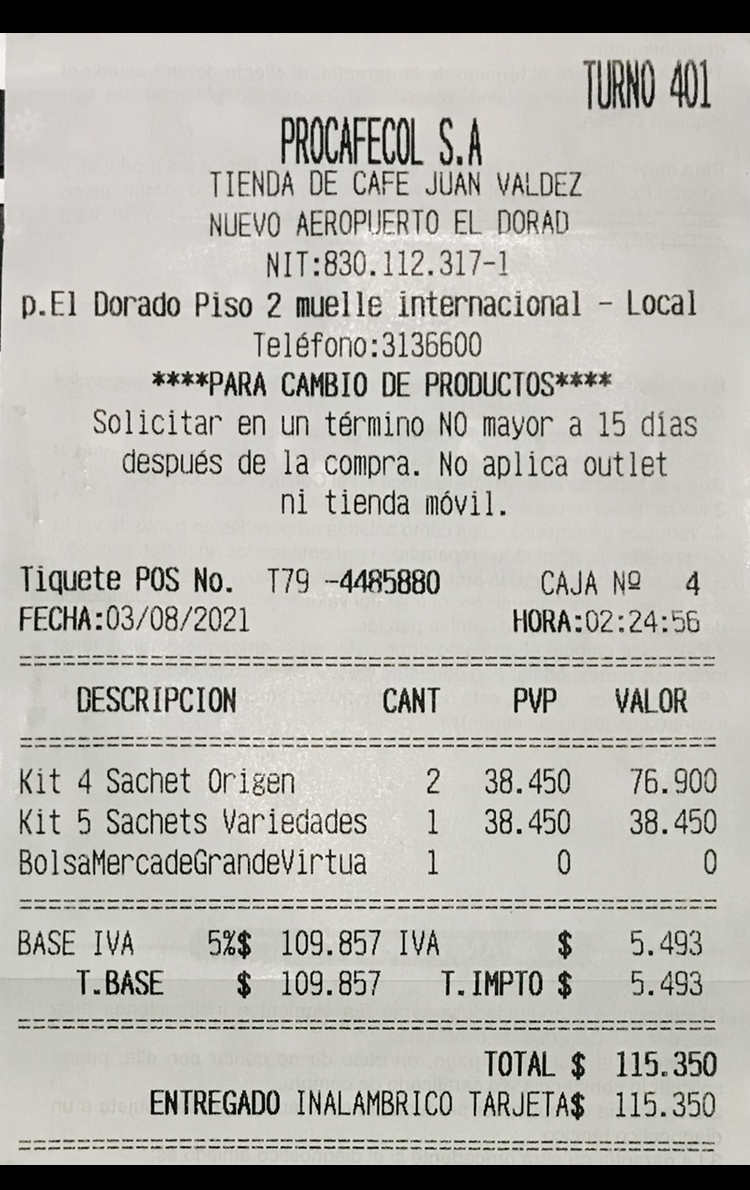 TURNO 401
PROCAFECOL S.A
TIENDA DE CAFE JUAN VALDEZ
NUEVO AEROPUERTO EL DORAD
NIT:830.112.317-1
p.El Dorado Piso 2 muelle internacional - Local
Teléfono:3136600
****PARA CAMBIO DE PRODUCTOS****
Solicitar en un término NO mayor a 15 días
después de la compra. No aplica outlet
ni tienda móvil.
Tiquete POS No. T79 -4485880 CAJA Nº 4
FECHA:03/08/2021 HORA:02:24:56
DESCRIPCION CANT PVP VALOR
Kit 4 Sachet Origen 2 38.450 76.900
Kit 5 Sachets Variedades 1 38.450 38.450
BolsaMercadeGrandeVirtua 1 0 0
BASE IVA 5%$ 109.857 IVA $ 5.493
T.BASE $ 109.857 T.IMPTO $ 5.493
TOTAL $ 115.350
ENTREGADO INALAMBRICO TARJETA$ 115.350